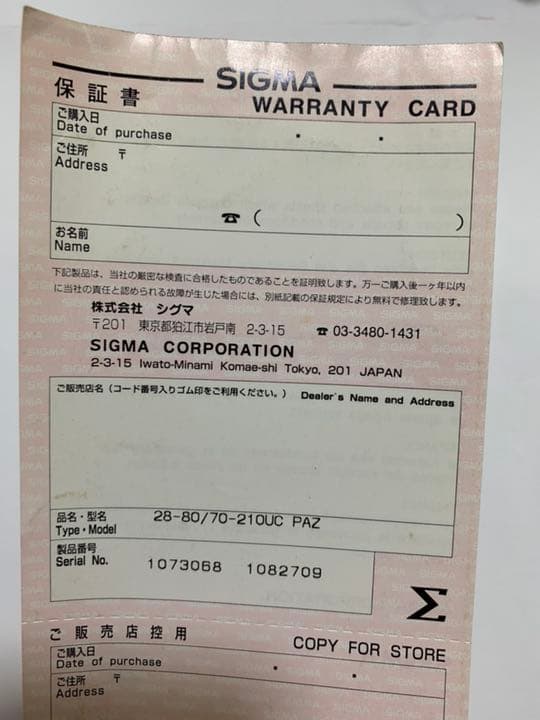 SIGMA
保証書 WARRANTY CARD
ご購入日
Date of purchase
ご住所 〒
Address
☎ ( )
お名前
Name
下記製品は、当社の厳密な検査に合格したものであることを証明致します。万一ご購入後一ヶ年以内
に当社の責任と認められる故障が生じた場合には、別紙記載の保証規定により無料で修理致します。
株式会社 シグマ
〒201 東京都狛江市岩戸南 2-3-15 ☎ 03-3480-1431
SIGMA CORPORATION
2-3-15 Iwato-Minami Komae-shi Tokyo, 201 JAPAN
ご販売店名(コード番号入りゴム印をご利用ください。) Dealer's Name and Address
品名・型名 28-80/70-210UC PAZ
Type・Model
製品番号
Serial No. 1073068 1082709
Σ
ご販売店控用 COPY FOR STORE
ご購入日
Date of purchase
ご住所 〒
Address